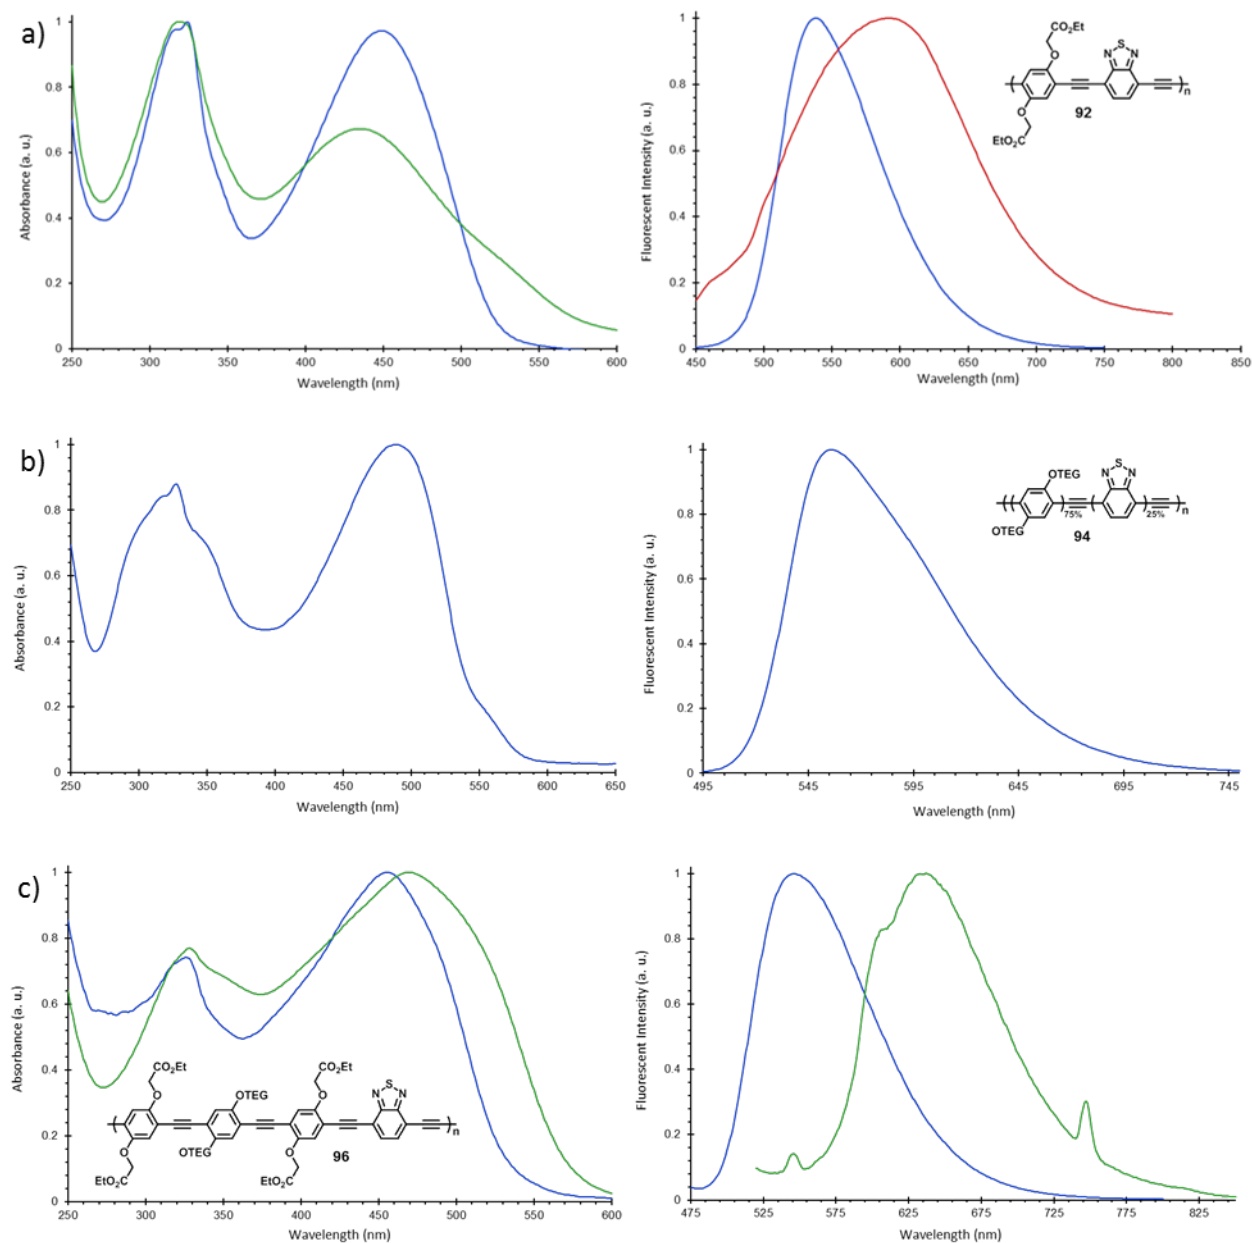 a)
1
0.8
0.6
0.4
0.2
0
250 300 350 400 450 500 550 600
Absorbance (a. u.)
Wavelength (nm)
1
0.8
0.6
0.4
0.2
0
450 500 550 600 650 700 750 800 850
Fluorescent Intensity (a. u.)
Wavelength (nm)
CO₂Et
O
S
N N
n
O
92
EtO₂C
b)
1
0.8
0.6
0.4
0.2
0
250 300 350 400 450 500 550 600 650
Absorbance (a. u.)
Wavelength (nm)
1
0.8
0.6
0.4
0.2
0
495 545 595 645 695 745
Fluorescent Intensity (a. u.)
Wavelength (nm)
S
OTEG N N
75% 25% n
OTEG 94
c)
1
0.8
0.6
0.4
0.2
0
250 300 350 400 450 500 550 600
Absorbance (a. u.)
Wavelength (nm)
CO₂Et CO₂Et
S
O OTEG O N N
n
O OTEG O 96
EtO₂C EtO₂C
1
0.8
0.6
0.4
0.2
0
475 525 575 625 675 725 775 825
Fluorescent Intensity (a. u.)
Wavelength (nm)